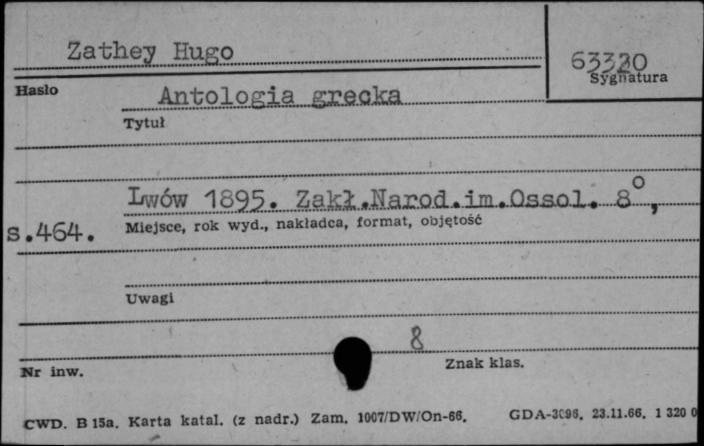 Zathey Hugo
63320
Sygnatura
Hasło
Antologia grecka
Tytuł
Lwów 1895. Zakł.Narod.im.Ossol. 8°,
s.464.
Miejsce, rok wyd., nakładca, format, objętość
Uwagi
8
Nr inw.
Znak klas.
CWD. B 15a. Karta katal. (z nadr.) Zam. 1007/DW/On-66. GDA-3096. 23.11.66. 1 320 0